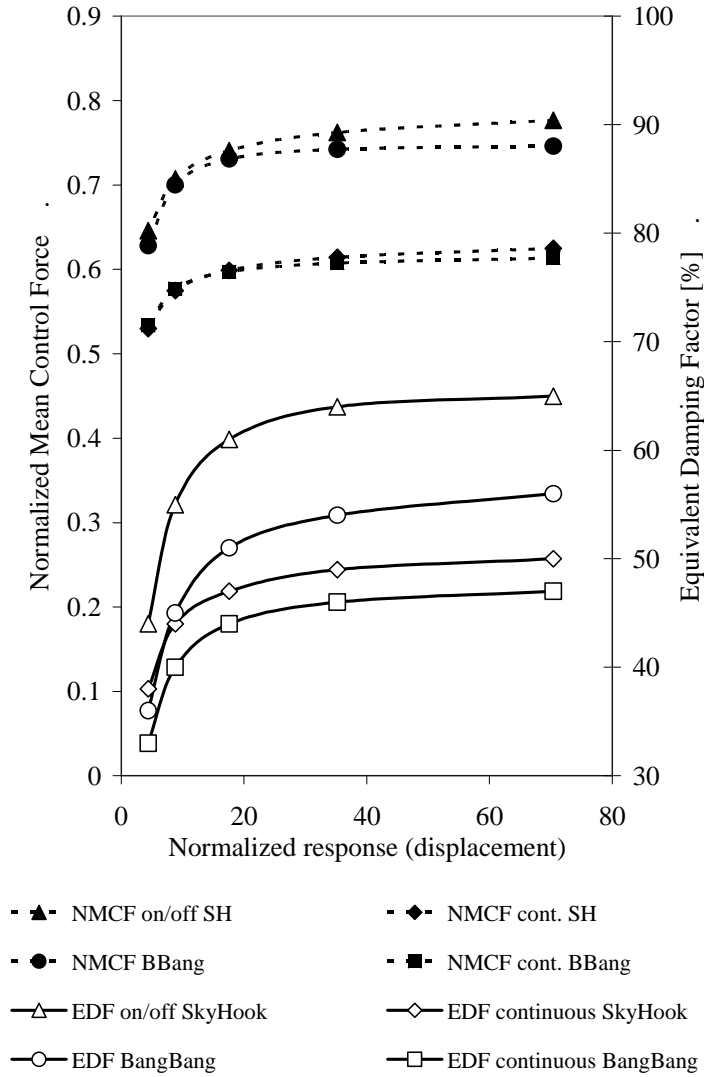 0.9
0.8
0.7
0.6
0.5
0.4
0.3
0.2
0.1
0
Normalized Mean Control Force .
100
90
80
70
60
50
40
30
Equivalent Damping Factor [%] .
0 20 40 60 80
Normalized response (displacement)
NMCF on/off SH
NMCF cont. SH
NMCF BBang
NMCF cont. BBang
EDF on/off SkyHook
EDF continuous SkyHook
EDF BangBang
EDF continuous BangBang